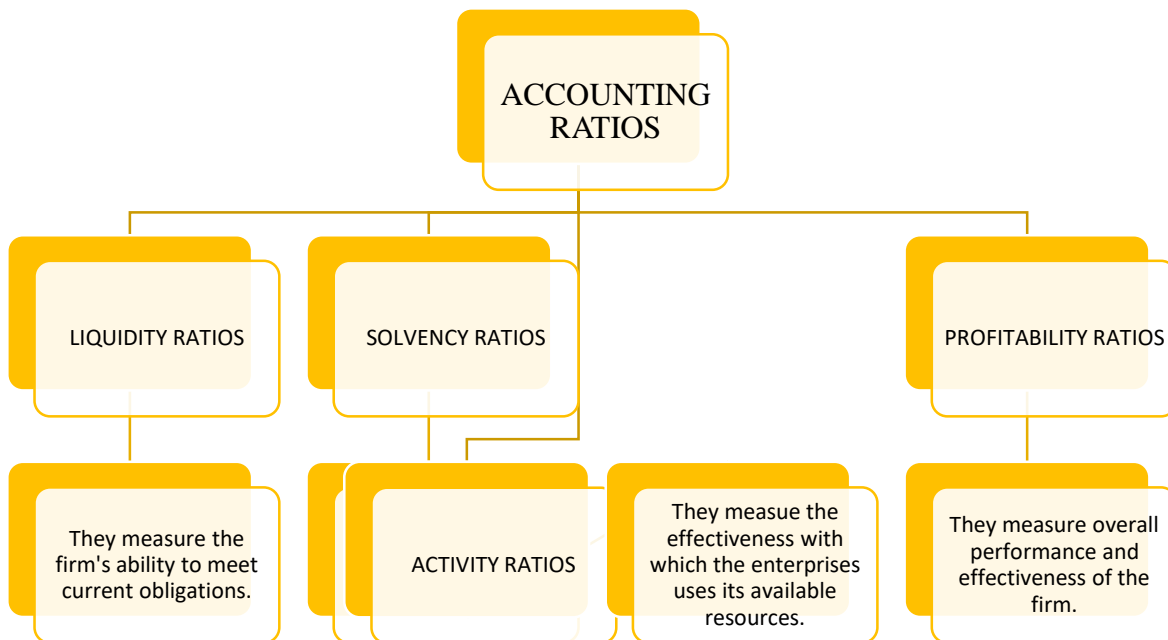 ACCOUNTING
RATIOS
LIQUIDITY RATIOS
SOLVENCY RATIOS
PROFITABILITY RATIOS
They measure the
firm's ability to meet
current obligations.
ACTIVITY RATIOS
They measue the
effectiveness with
which the enterprises
uses its available
resources.
They measure overall
performance and
effectiveness of the
firm.